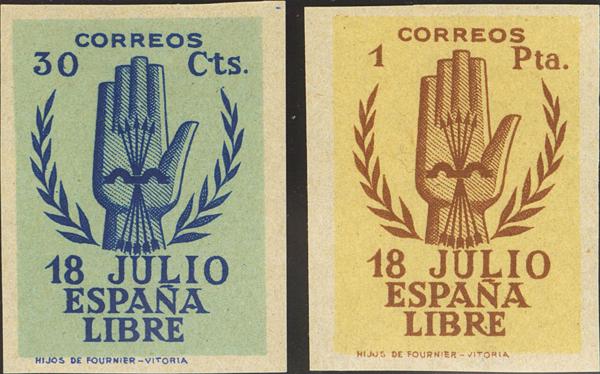 CORREOS
30 Cts.
18 JULIO
ESPAÑA
LIBRE
HIJOS DE FOURNIER-VITORIA
CORREOS
1 Pta.
18 JULIO
ESPAÑA
LIBRE
HIJOS DE FOURNIER-VITORIA